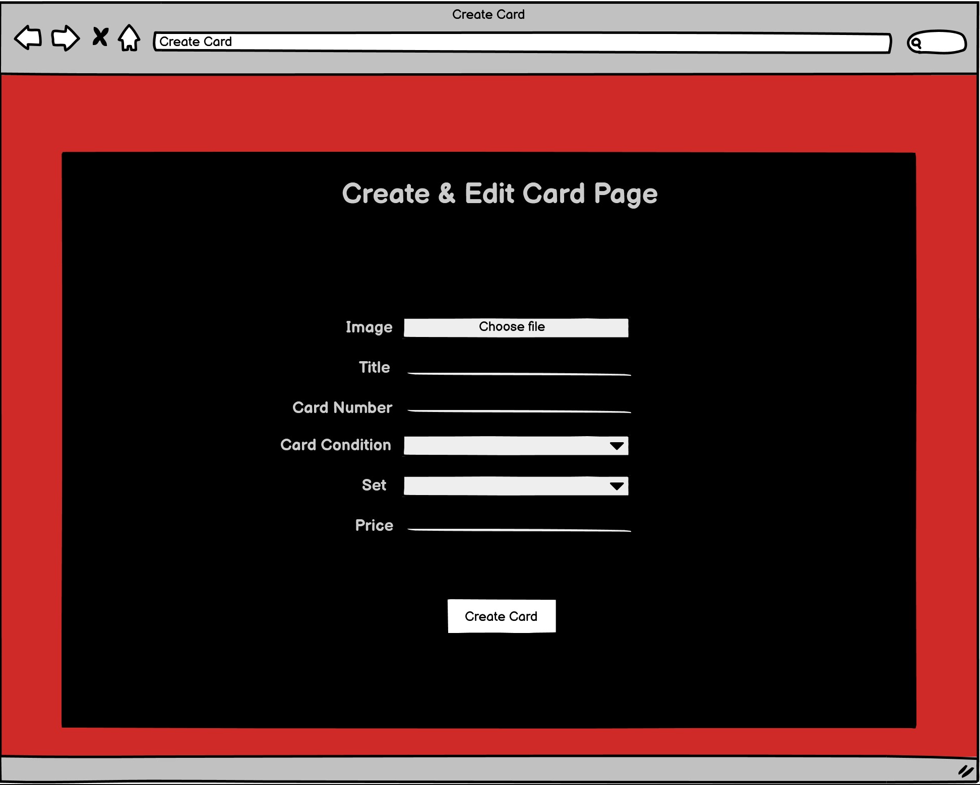 Create Card
Create Card
Create & Edit Card Page
Image Choose file
Title
Card Number
Card Condition
Set
Price
Create Card